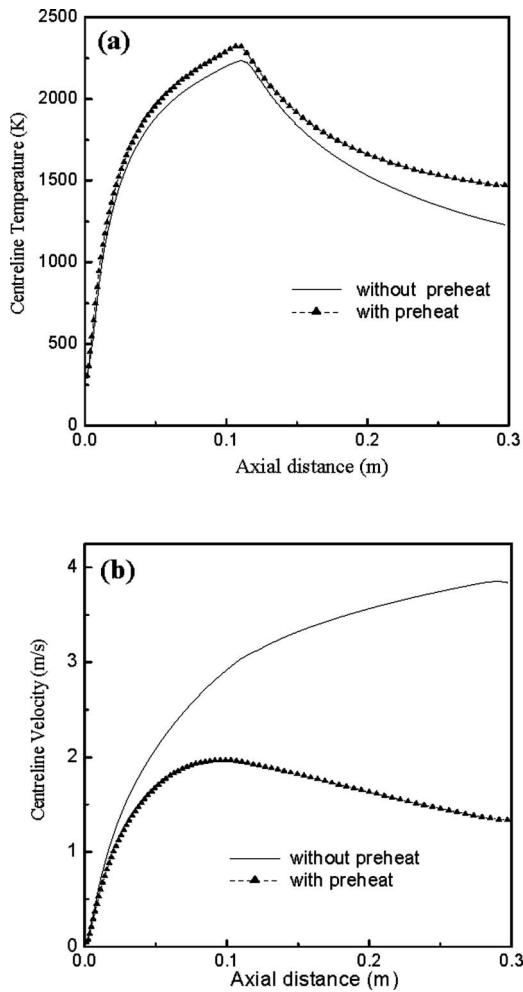 (a)
2500
2000
1500
1000
500
0
Centreline Temperature (K)
without preheat
with preheat
0.0
0.1
0.2
0.3
Axial distance (m)
(b)
4
3
2
1
0
Centreline Velocity (m/s)
without preheat
with preheat
0.0
0.1
0.2
0.3
Axial distance (m)